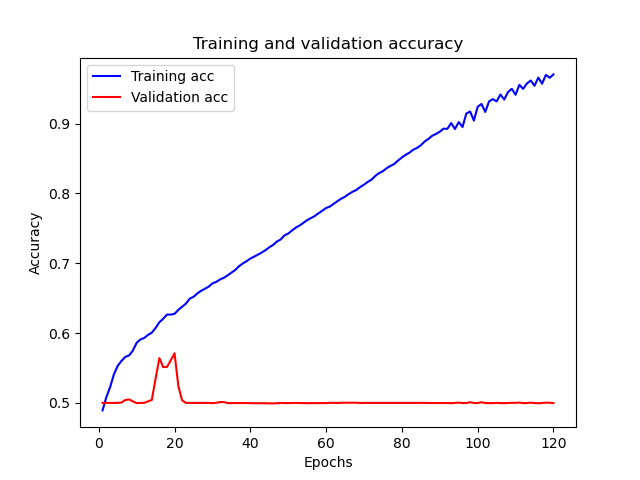 Training and validation accuracy
Training acc
Validation acc
Accuracy
0.9
0.8
0.7
0.6
0.5
0 20 40 60 80 100 120
Epochs